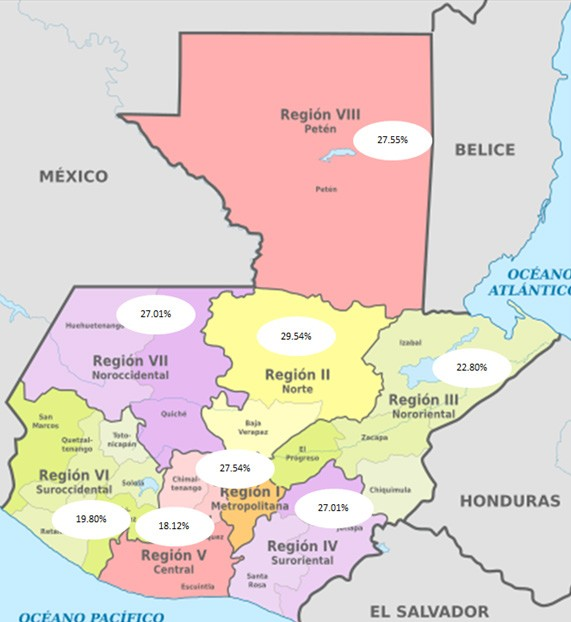 Región VIII
Petén
27.55%
BELICE
MÉXICO
Petén
OCÉANO
ATLÁNTICO
27.01%
Huehuetenango
29.54%
Izabal
Región VII
Noroccidental
Región II
Norte
22.80%
Región III
Nororiental
San
Marcos
Quiché
Quetzal-
tenango
Toto-
nicapán
Baja
Verapaz
Zacapa
El
Progreso
27.54%
Región VI
Suroccidental
Sololá
Chimal-
tenango
Región I
Metropolitana
Chiquimula
HONDURAS
19.80%
18.12%
27.01%
Región V
Central
Región IV
Suroriental
Escuintla
Santa
Rosa
EL SALVADOR
OCÉANO PACÍFICO